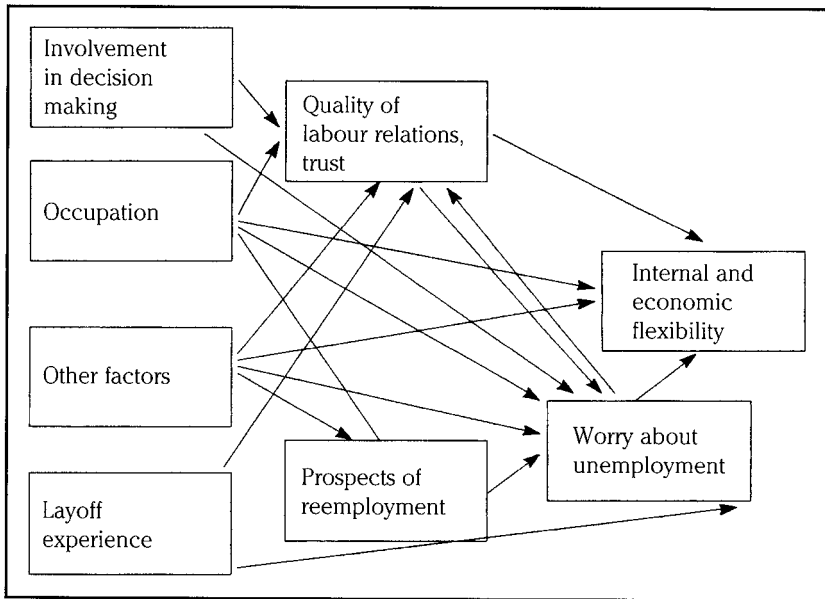 Involvement
in decision
making
Quality of
labour relations,
trust
Occupation
Internal and
economic
flexibility
Other factors
Worry about
unemployment
Prospects of
reemployment
Layoff
experience